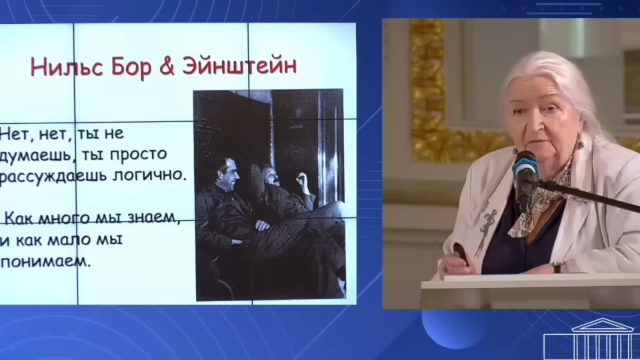 Нильс Бор & Эйнштейн
Нет, нет, ты не
думаешь, ты просто
рассуждаешь логично.
Как много мы знаем,
и как мало мы
понимаем.